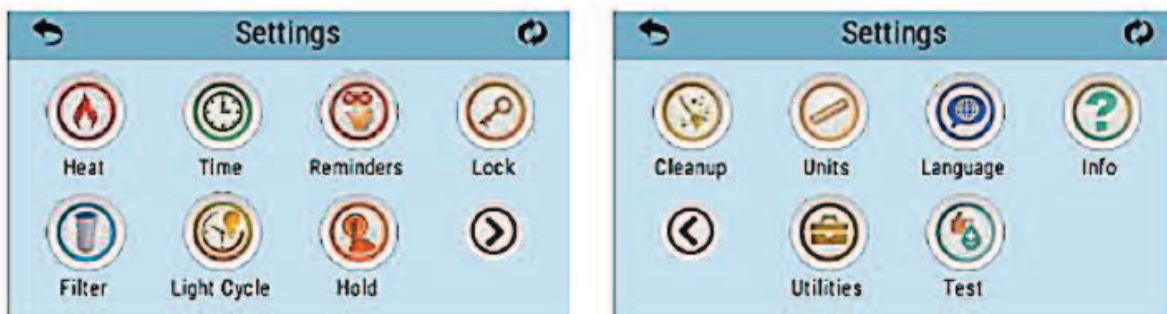 Settings
Heat Time Reminders Lock
Filter Light Cycle Hold
Settings
Cleanup Units Language Info
Utilities Test